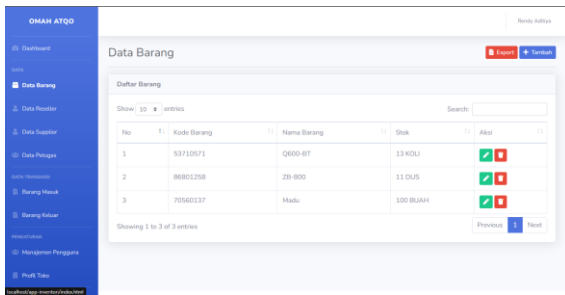 OMAH ATQO
Rendy Aditya
Dashboard
Data Barang
Export
+ Tambah
DATA
Data Barang
Daftar Barang
Data Reseller
Show 10 entries
Search:
Data Supplier
No Kode Barang Nama Barang Stok Aksi
Data Petugas
1 53710571 Q600-BT 13 KOLI
DATA TRANSAKSI
2 86801258 ZB-800 11 DUS
Barang Masuk
3 70560137 Madu 100 BUAH
Barang Keluar
Showing 1 to 3 of 3 entries
Previous 1 Next
PENGATURAN
Manajemen Pengguna
Profil Toko
localhost/app-inventory/index.html